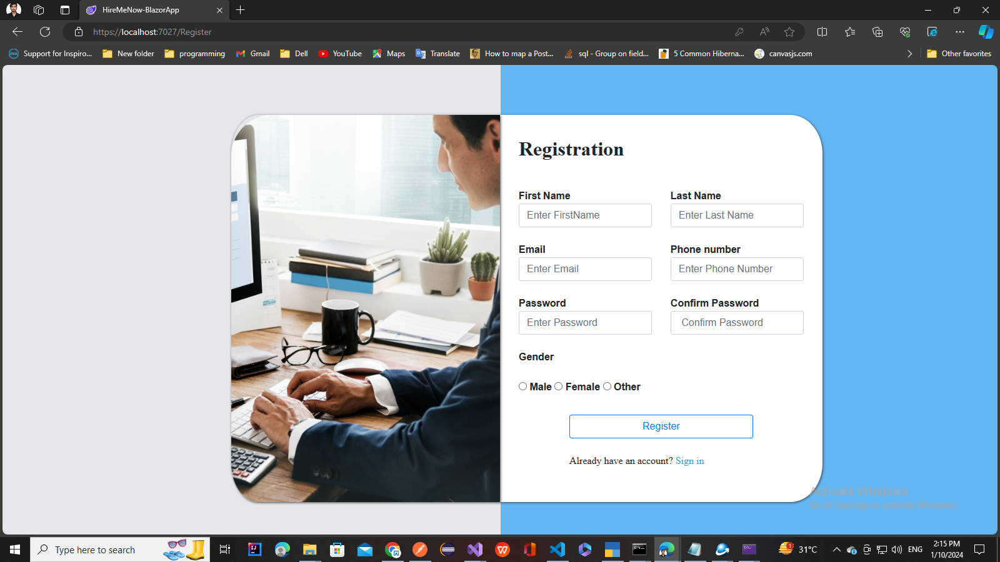 HireMeNow-BlazorApp
https://localhost:7027/Register
Support for Inspiro... New folder programming Gmail Dell YouTube Maps Translate How to map a Post... sql - Group on field... 5 Common Hiberna... canvasjs.com Other favorites
Registration
First Name Last Name
Enter FirstName Enter Last Name
Email Phone number
Enter Email Enter Phone Number
Password Confirm Password
Enter Password Confirm Password
Gender
Male Female Other
Register
Already have an account? Sign in
Activate Windows
Go to Settings to activate Windows.
Type here to search 31°C ENG 2:15 PM
1/10/2024